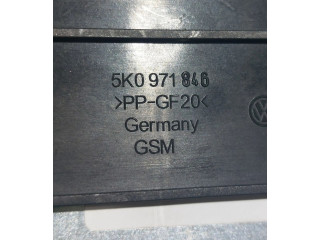 5K0 971 846
>PP-GF20<
Germany
GSM